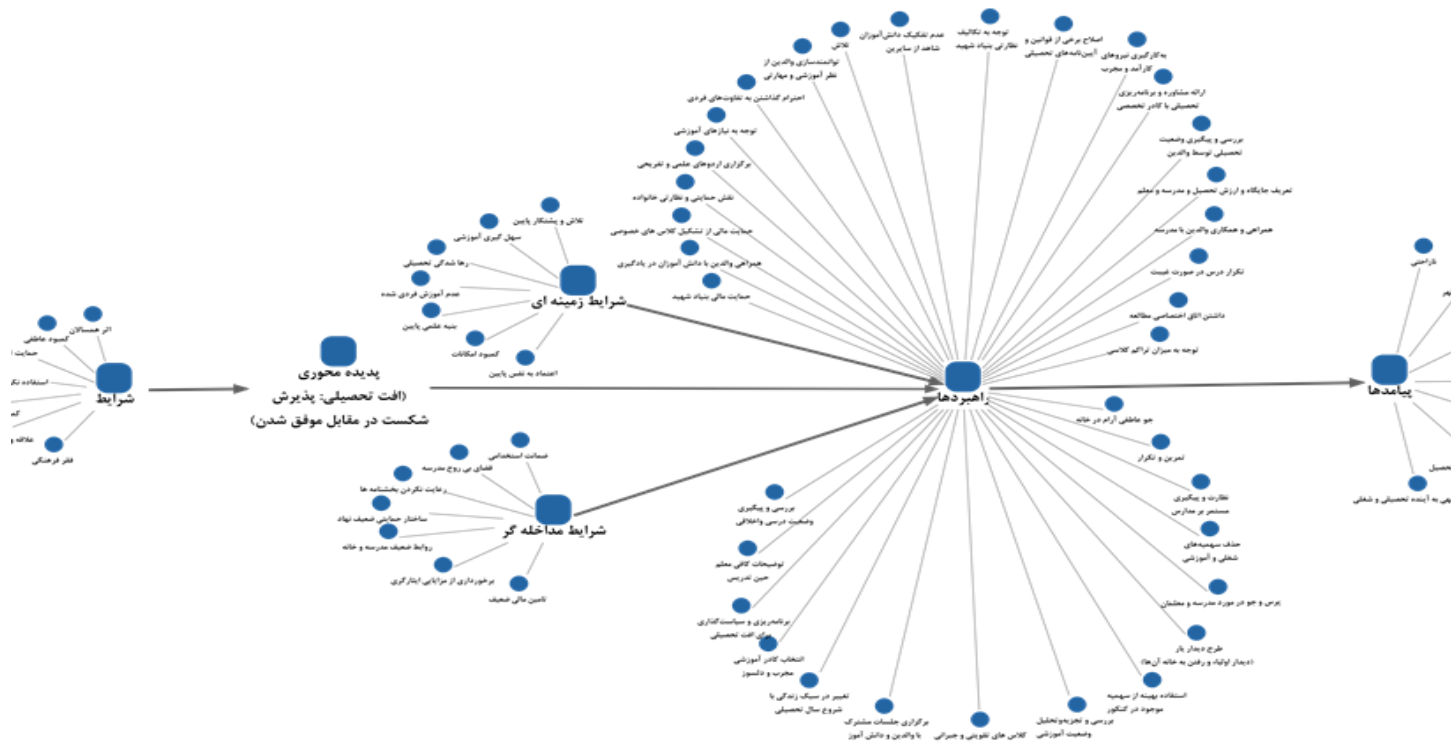 اثر همسالان
کمبود عاطفی
حمایت
استفاده
علاقه و
فقر فرهنگی
شرایط
پدیده محوری
(افت تحصیلی: پذیرش
شکست در مقابل موفق شدن)
تلاش و پشتکار پایین
سهل گیری آموزشی
رها شدگی تحصیلی
عدم آموزش فردی شده
بنیه علمی پایین
کمبود امکانات
اعتماد به نفس پایین
شرایط زمینه ای
ضمانت استخدامی
فضای بی روح مدرسه
رعایت نکردن بخشنامه ها
ساختار حمایتی ضعیف نهاد
روابط ضعیف مدرسه و خانه
برخورداری از مزایایی ایثارگری
تامین مالی ضعیف
شرایط مداخله گر
به‌کارگیری نیروهای
کارآمد و مجرب
اصلاح برخی از قوانین و
آیین‌نامه‌های تحصیلی
توجه به تکالیف
نظارتی بنیاد شهید
عدم تفکیک دانش‌آموزان
شاهد از سایرین
تلاش
توانمندسازی والدین از
نظر آموزشی و مهارتی
احترام گذاشتن به تفاوت‌های فردی
توجه به نیازهای آموزشی
برگزاری اردوهای علمی و تفریحی
نقش حمایتی و نظارتی خانواده
حمایت مالی از تشکیل کلاس های خصوصی
همراهی والدین با دانش آموزان در یادگیری
حمایت مالی بنیاد شهید
ارائه مشاوره و برنامه‌ریزی
تحصیلی با کادر تخصصی
بررسی و پیگیری وضعیت
تحصیلی توسط والدین
تعریف جایگاه و ارزش تحصیل و مدرسه و معلم
همراهی و همکاری والدین با مدرسه
تکرار درس در صورت غیبت
داشتن اتاق اختصاصی مطالعه
توجه به میزان تراکم کلاسی
راهبردها
جو عاطفی آرام در خانه
تمرین و تکرار
نظارت و پیگیری
مستمر بر مدارس
حذف سهمیه‌های
شغلی و آموزشی
پرس و جو در مورد مدرسه و معلمان
طرح دیدار یار
(دیدار اولیاء و رفتن به خانه آن‌ها)
استفاده بهینه از سهمیه
موجود در کنکور
بررسی و تجزیه‌وتحلیل
وضعیت آموزشی
کلاس های تقویتی و جبرانی
برگزاری جلسات مشترک
با والدین و دانش آموز
تغییر در سبک زندگی با
شروع سال تحصیلی
انتخاب کادر آموزشی
مجرب و دلسوز
برنامه‌ریزی و سیاست‌گذاری
برای افت تحصیلی
توضیحات کافی معلم
حین تدریس
بررسی و پیگیری
وضعیت درسی واخلاقی
ناراحتی
پیامدها
تحصیل
به آینده تحصیلی و شغلی